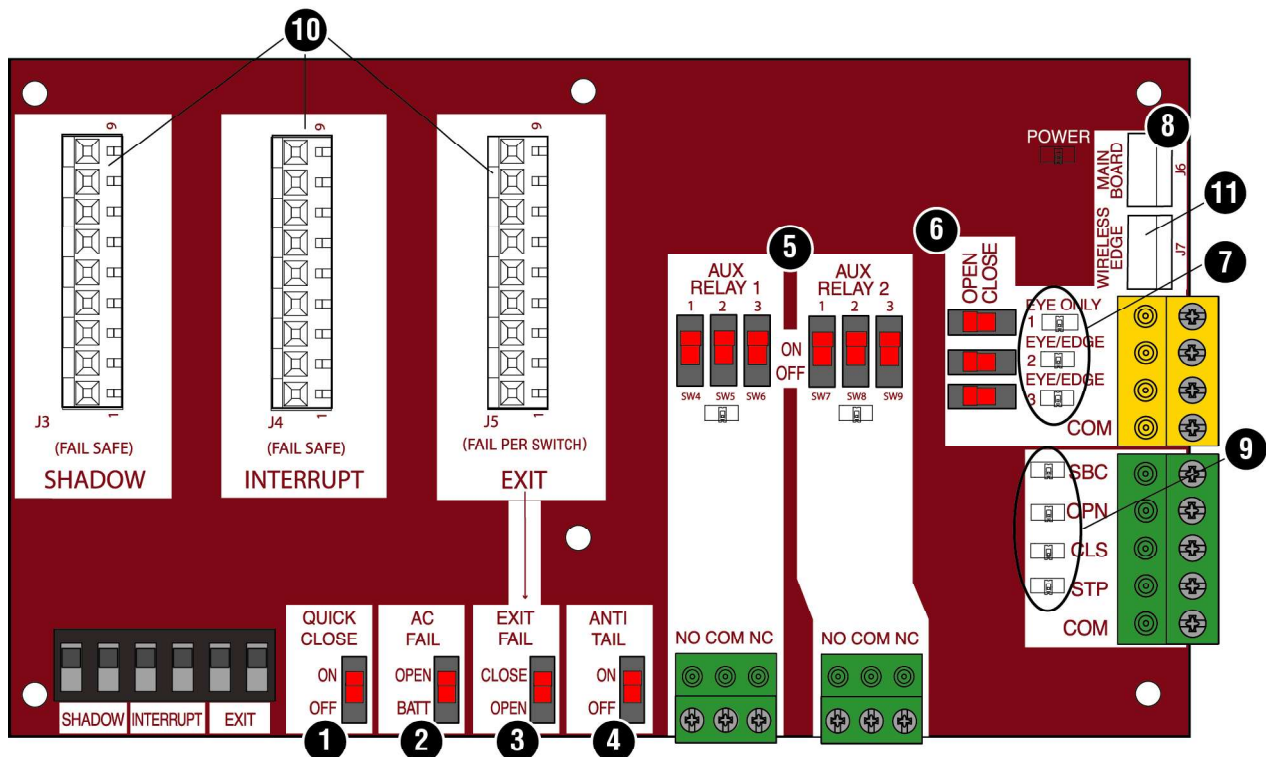 10
9
J3
1
(FAIL SAFE)
SHADOW
9
J4
1
(FAIL SAFE)
INTERRUPT
9
J5
1
(FAIL PER SWITCH)
EXIT
5
AUX
RELAY 1
1 2 3
SW4 SW5 SW6
ON
OFF
AUX
RELAY 2
1 2 3
SW7 SW8 SW9
POWER
8
MAIN
BOARD
J6
11
WIRELESS
EDGE
J7
6
OPEN
CLOSE
7
EYE ONLY
1
EYE/EDGE
2
EYE/EDGE
3
COM
9
SBC
OPN
CLS
STP
COM
SHADOW INTERRUPT EXIT
QUICK
CLOSE
ON
OFF
1
AC
FAIL
OPEN
BATT
2
EXIT
FAIL
CLOSE
OPEN
3
ANTI
TAIL
ON
OFF
4
NO COM NC
NO COM NC